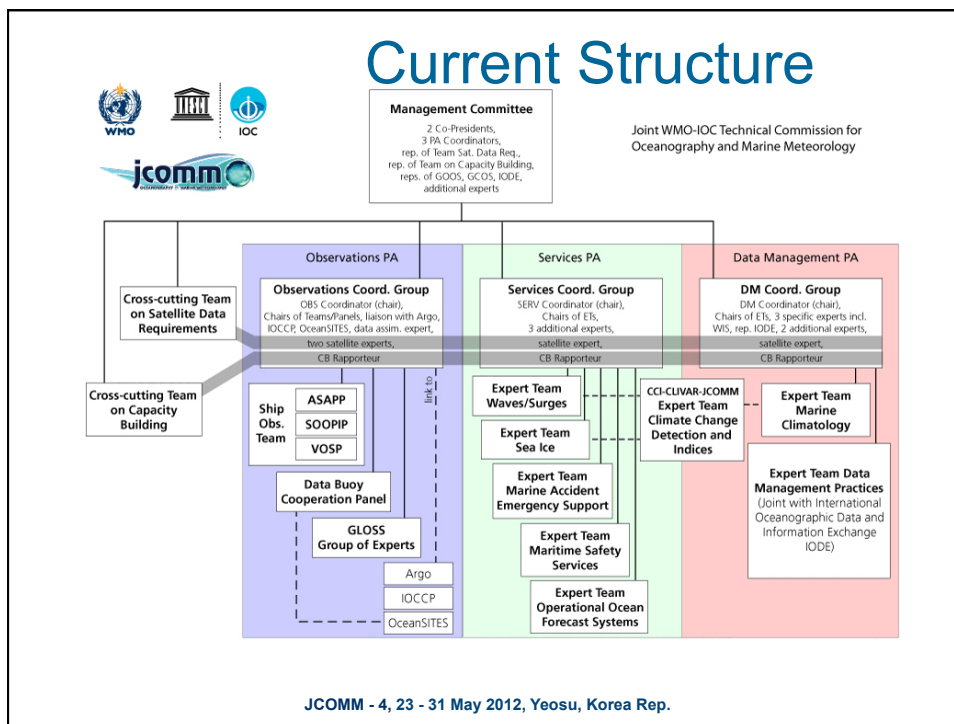 Current Structure
WMO
UNESCO
IOC
jcomm
OCEANOGRAPHY & MARINE METEOROLOGY
Joint WMO-IOC Technical Commission for
Oceanography and Marine Meteorology
Management Committee
2 Co-Presidents,
3 PA Coordinators,
rep. of Team Sat. Data Req.,
rep. of Team on Capacity Building,
reps. of GOOS, GCOS, IODE,
additional experts
Observations PA
Services PA
Data Management PA
Cross-cutting Team
on Satellite Data
Requirements
Cross-cutting Team
on Capacity
Building
Observations Coord. Group
OBS Coordinator (chair),
Chairs of Teams/Panels, liaison with Argo,
IOCCP, OceanSITES, data assim. expert,
two satellite experts,
CB Rapporteur
Services Coord. Group
SERV Coordinator (chair),
Chairs of ETs,
3 additional experts,
satellite expert,
CB Rapporteur
DM Coord. Group
DM Coordinator (chair),
Chairs of ETs, 3 specific experts incl.
WIS, rep. IODE, 2 additional experts,
satellite expert,
CB Rapporteur
Ship
Obs.
Team
ASAPP
SOOPIP
VOSP
link to
Data Buoy
Cooperation Panel
GLOSS
Group of Experts
Argo
IOCCP
OceanSITES
Expert Team
Waves/Surges
Expert Team
Sea Ice
Expert Team
Marine Accident
Emergency Support
Expert Team
Maritime Safety
Services
Expert Team
Operational Ocean
Forecast Systems
CCI-CLIVAR-JCOMM
Expert Team
Climate Change
Detection and
Indices
Expert Team
Marine
Climatology
Expert Team Data
Management Practices
(Joint with International
Oceanographic Data and
Information Exchange
IODE)
JCOMM - 4, 23 - 31 May 2012, Yeosu, Korea Rep.